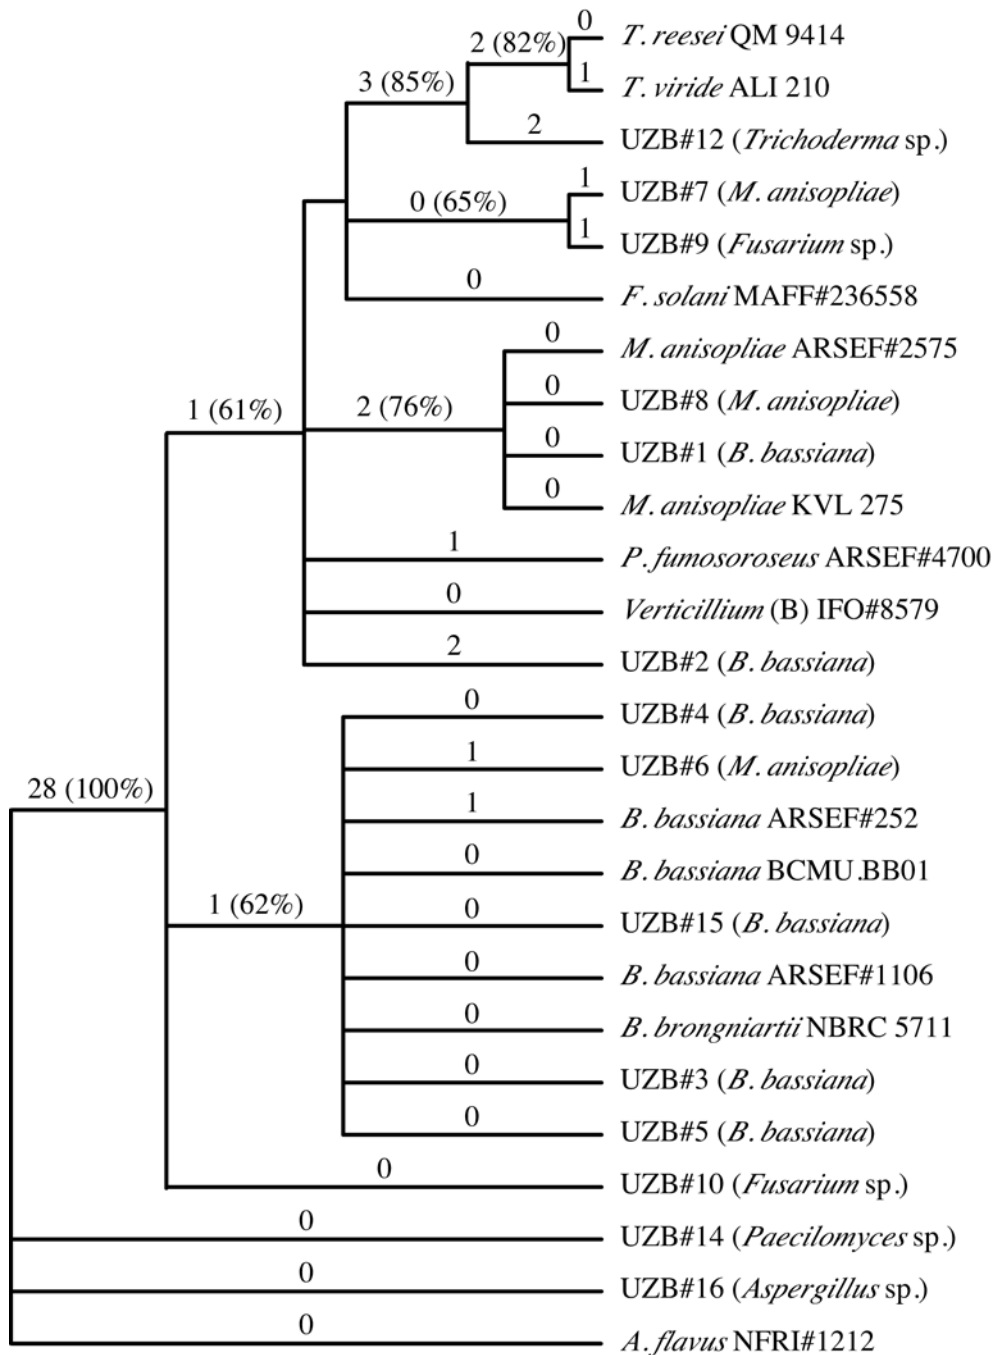 0
T. reesei QM 9414
2 (82%)
1
T. viride ALI 210
3 (85%)
2
UZB#12 (Trichoderma sp.)
1
UZB#7 (M. anisopliae)
0 (65%)
1
UZB#9 (Fusarium sp.)
0
F. solani MAFF#236558
0
M. anisopliae ARSEF#2575
0
UZB#8 (M. anisopliae)
1 (61%)
2 (76%)
0
UZB#1 (B. bassiana)
0
M. anisopliae KVL 275
1
P. fumosoroseus ARSEF#4700
0
Verticillium (B) IFO#8579
2
UZB#2 (B. bassiana)
0
UZB#4 (B. bassiana)
1
UZB#6 (M. anisopliae)
28 (100%)
1
B. bassiana ARSEF#252
0
B. bassiana BCMU.BB01
1 (62%)
0
UZB#15 (B. bassiana)
0
B. bassiana ARSEF#1106
0
B. brongniartii NBRC 5711
0
UZB#3 (B. bassiana)
0
UZB#5 (B. bassiana)
0
UZB#10 (Fusarium sp.)
0
UZB#14 (Paecilomyces sp.)
0
UZB#16 (Aspergillus sp.)
0
A. flavus NFRI#1212